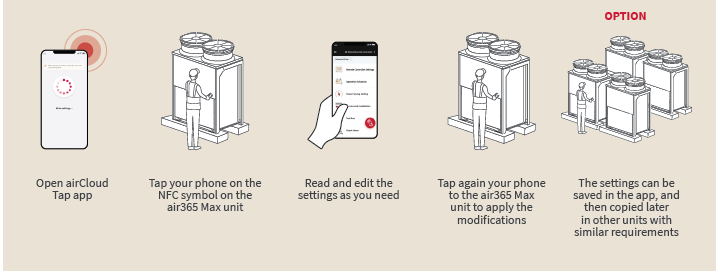 OPTION
Open airCloud
Tap app
Tap your phone on the
NFC symbol on the
air365 Max unit
Read and edit the
settings as you need
Tap again your phone
to the air365 Max
unit to apply the
modifications
The settings can be
saved in the app, and
then copied later
in other units with
similar requirements